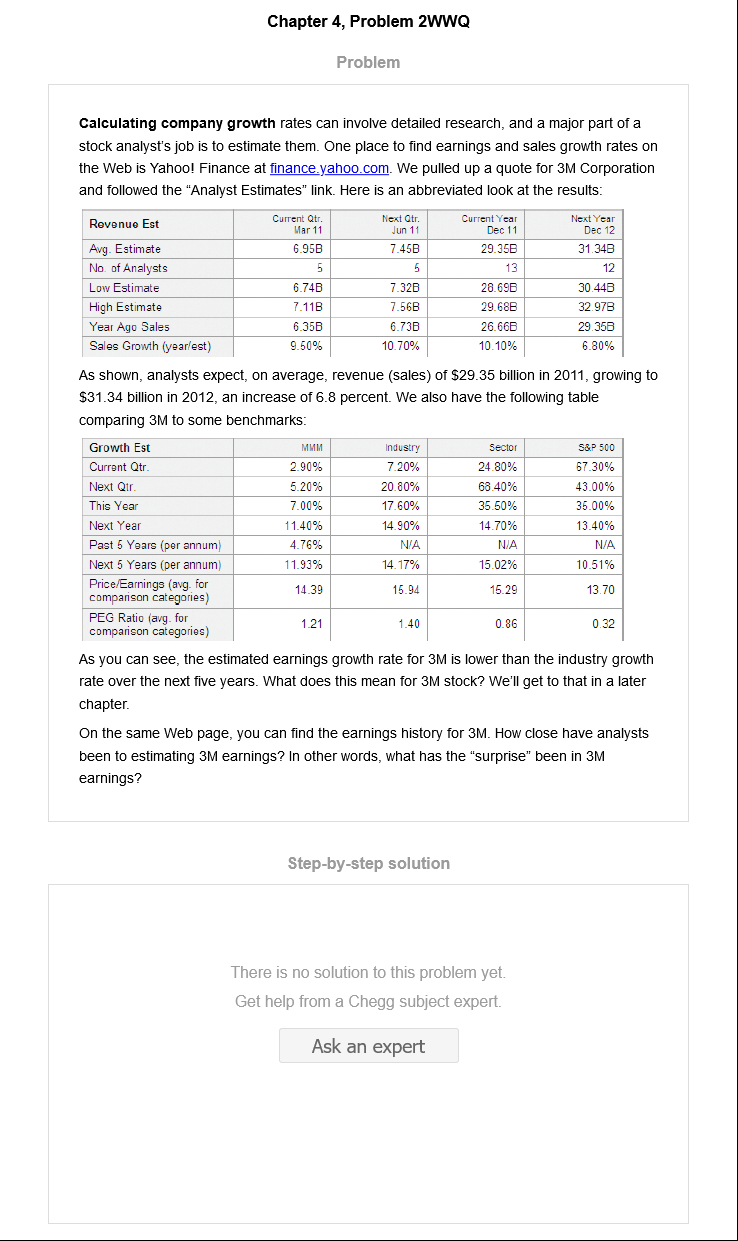 Chapter 4, Problem 2WWQ
Problem
Calculating company growth rates can involve detailed research, and a major part of a
stock analyst's job is to estimate them. One place to find earnings and sales growth rates on
the Web is Yahoo! Finance at finance.yahoo.com. We pulled up a quote for 3M Corporation
and followed the “Analyst Estimates” link. Here is an abbreviated look at the results:
Revenue Est Current Qtr. Mar 11 Next Qtr. Jun 11 Current Year Dec 11 Next Year Dec 12
Avg. Estimate 6.95B 7.45B 29.35B 31.34B
No. of Analysts 5 5 13 12
Low Estimate 6.74B 7.32B 28.69B 30.44B
High Estimate 7.11B 7.56B 29.68B 32.97B
Year Ago Sales 6.35B 6.73B 26.66B 29.35B
Sales Growth (year/est) 9.50% 10.70% 10.10% 6.80%
As shown, analysts expect, on average, revenue (sales) of $29.35 billion in 2011, growing to
$31.34 billion in 2012, an increase of 6.8 percent. We also have the following table
comparing 3M to some benchmarks:
Growth Est MMM Industry Sector S&P 500
Current Qtr. 2.90% 7.20% 24.80% 67.30%
Next Qtr. 5.20% 20.80% 68.40% 43.00%
This Year 7.00% 17.60% 35.50% 35.00%
Next Year 11.40% 14.90% 14.70% 13.40%
Past 5 Years (per annum) 4.76% N/A N/A N/A
Next 5 Years (per annum) 11.93% 14.17% 15.02% 10.51%
Price/Earnings (avg. for comparison categories) 14.39 15.94 15.29 13.70
PEG Ratio (avg. for comparison categories) 1.21 1.40 0.86 0.32
As you can see, the estimated earnings growth rate for 3M is lower than the industry growth
rate over the next five years. What does this mean for 3M stock? We'll get to that in a later
chapter.
On the same Web page, you can find the earnings history for 3M. How close have analysts
been to estimating 3M earnings? In other words, what has the “surprise” been in 3M
earnings?
Step-by-step solution
There is no solution to this problem yet.
Get help from a Chegg subject expert.
Ask an expert